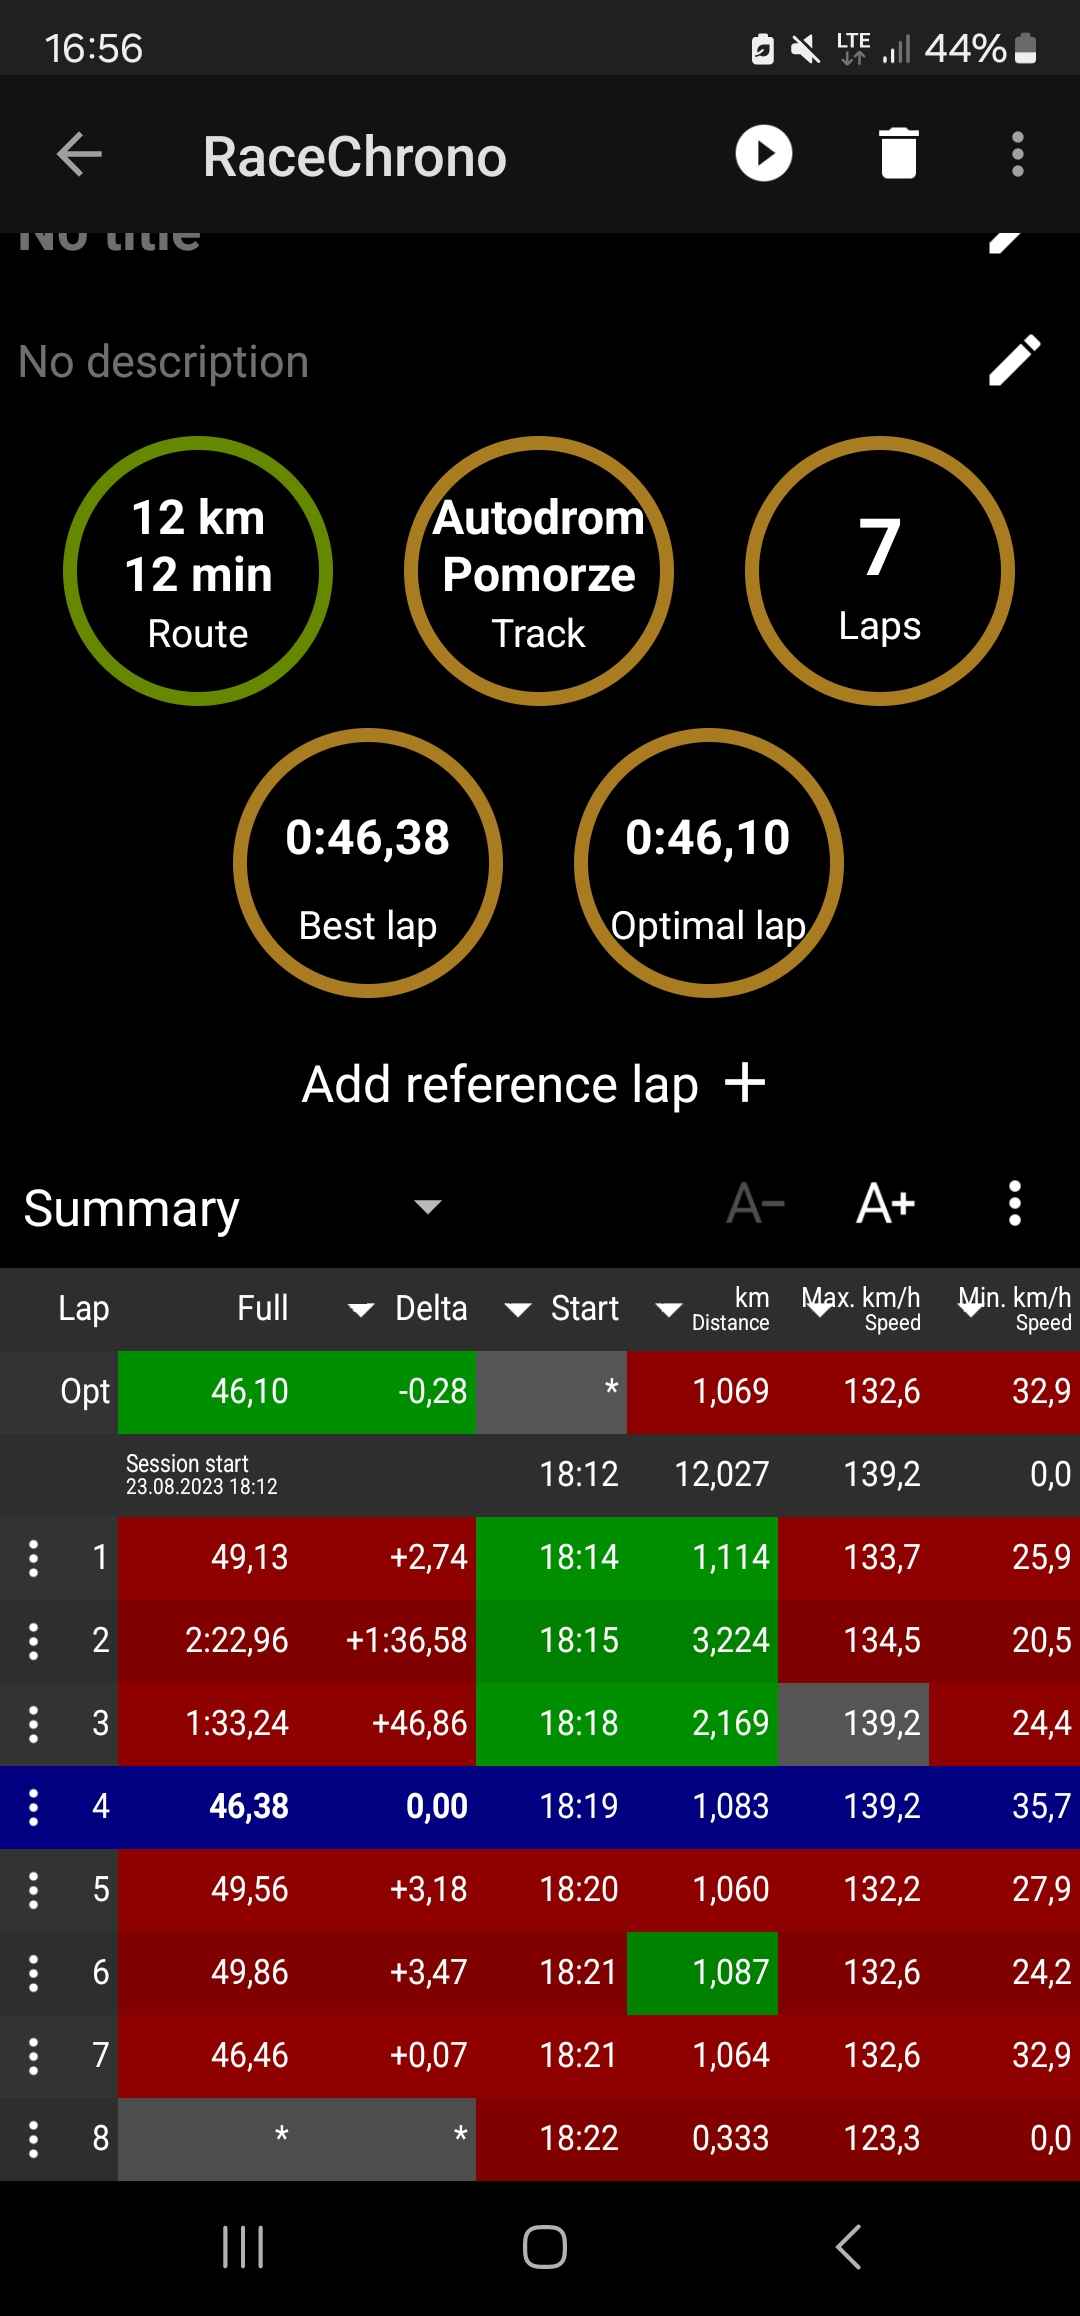 16:56 LTE 44%
RaceChrono
No title
No description
12 km
12 min
Route
Autodrom
Pomorze
Track
7
Laps
0:46,38
Best lap
0:46,10
Optimal lap
Add reference lap +
Summary A- A+
Lap Full Delta Start km Distance Max. km/h Speed Min. km/h Speed
Opt 46,10 -0,28 * 1,069 132,6 32,9
Session start 23.08.2023 18:12 18:12 12,027 139,2 0,0
1 49,13 +2,74 18:14 1,114 133,7 25,9
2 2:22,96 +1:36,58 18:15 3,224 134,5 20,5
3 1:33,24 +46,86 18:18 2,169 139,2 24,4
4 46,38 0,00 18:19 1,083 139,2 35,7
5 49,56 +3,18 18:20 1,060 132,2 27,9
6 49,86 +3,47 18:21 1,087 132,6 24,2
7 46,46 +0,07 18:21 1,064 132,6 32,9
8 * * 18:22 0,333 123,3 0,0